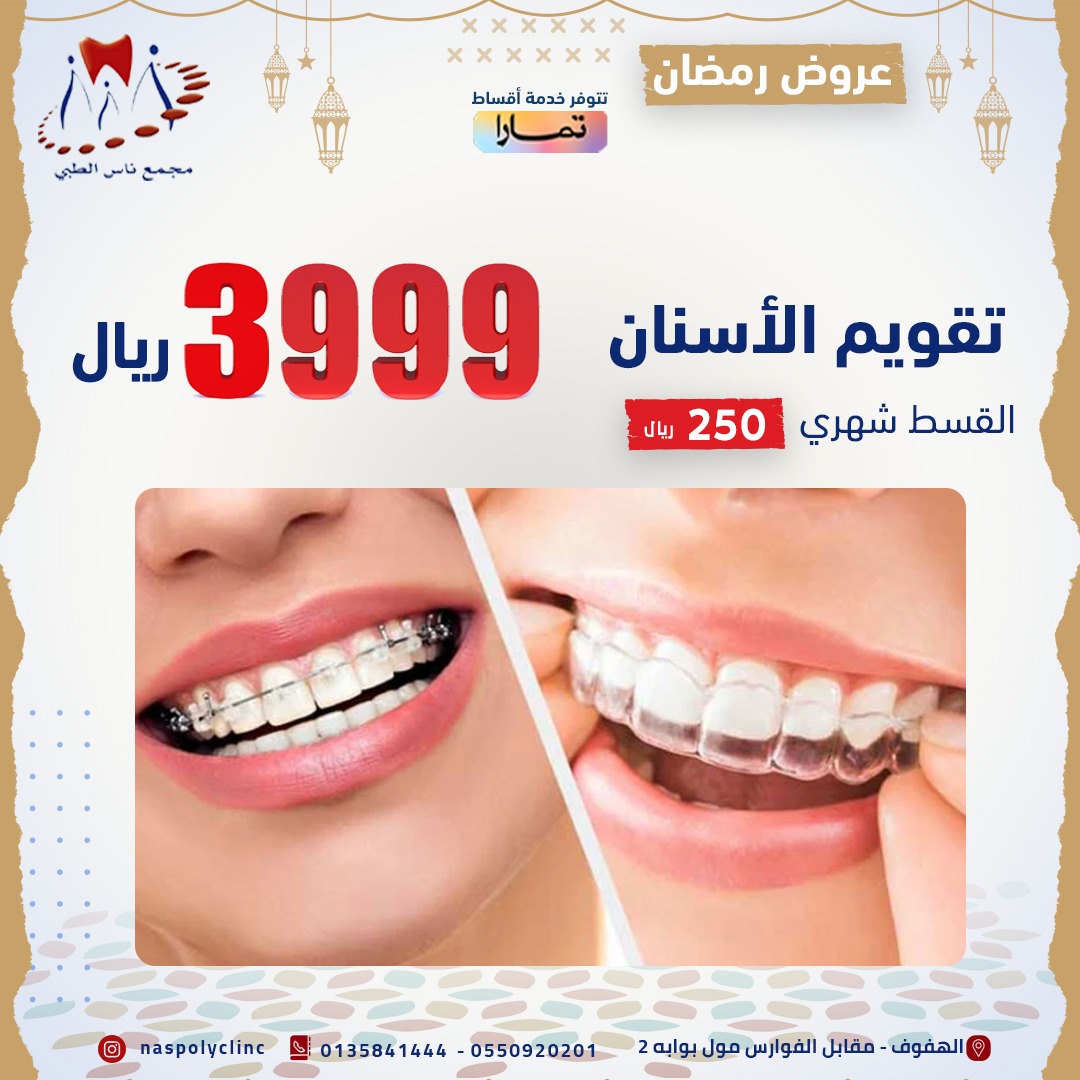 عروض رمضان
تتوفر خدمة أقساط
تمارا
مجمع ناس الطبي
تقويم الأسنان
3999 ريال
القسط شهري 250 ريال
الهفوف - مقابل الفوارس مول بوابه 2
0135841444 - 0550920201
naspolyclinc